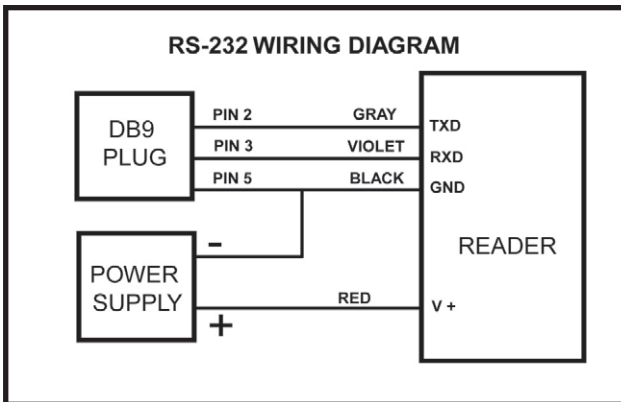 RS-232 WIRING DIAGRAM
DB9
PLUG
PIN 2 GRAY TXD
PIN 3 VIOLET RXD
PIN 5 BLACK GND
READER
-
POWER
SUPPLY
RED V +
+